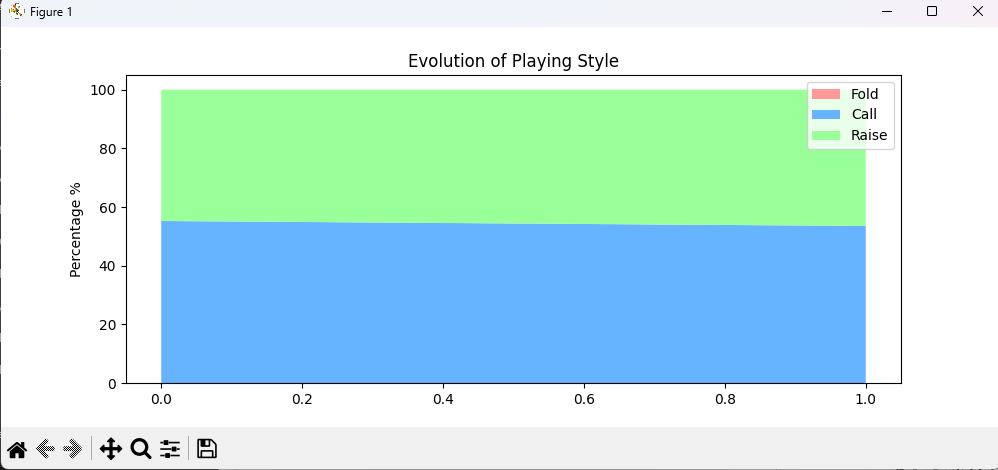 Figure 1
Evolution of Playing Style
Fold
Call
Raise
Percentage %
100
80
60
40
20
0
0.0 0.2 0.4 0.6 0.8 1.0